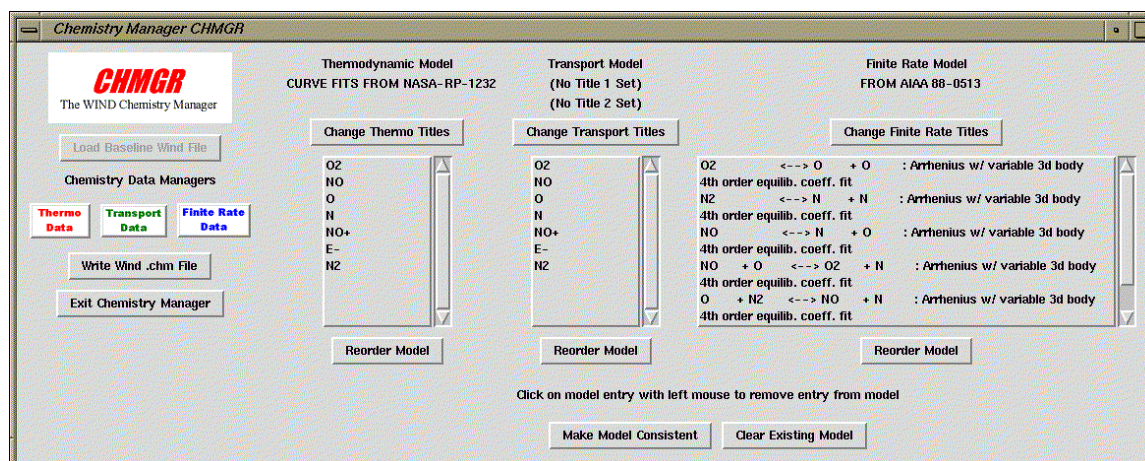 Chemistry Manager CHMGR
CHMGR
The WIND Chemistry Manager
Load Baseline Wind File
Chemistry Data Managers
Thermo Data
Transport Data
Finite Rate Data
Write Wind .chm File
Exit Chemistry Manager
Thermodynamic Model
CURVE FITS FROM NASA-RP-1232
Change Thermo Titles
O2
NO
O
N
NO+
E-
N2
Reorder Model
Transport Model
(No Title 1 Set)
(No Title 2 Set)
Change Transport Titles
O2
NO
O
N
NO+
E-
N2
Reorder Model
Finite Rate Model
FROM AIAA 88-0513
Change Finite Rate Titles
O2 <--> O + O : Arrhenius w/ variable 3d body
4th order equilib. coeff. fit
N2 <--> N + N : Arrhenius w/ variable 3d body
4th order equilib. coeff. fit
NO <--> N + O : Arrhenius w/ variable 3d body
4th order equilib. coeff. fit
NO + O <--> O2 + N : Arrhenius w/ variable 3d body
4th order equilib. coeff. fit
O + N2 <--> NO + N : Arrhenius w/ variable 3d body
4th order equilib. coeff. fit
Reorder Model
Click on model entry with left mouse to remove entry from model
Make Model Consistent
Clear Existing Model